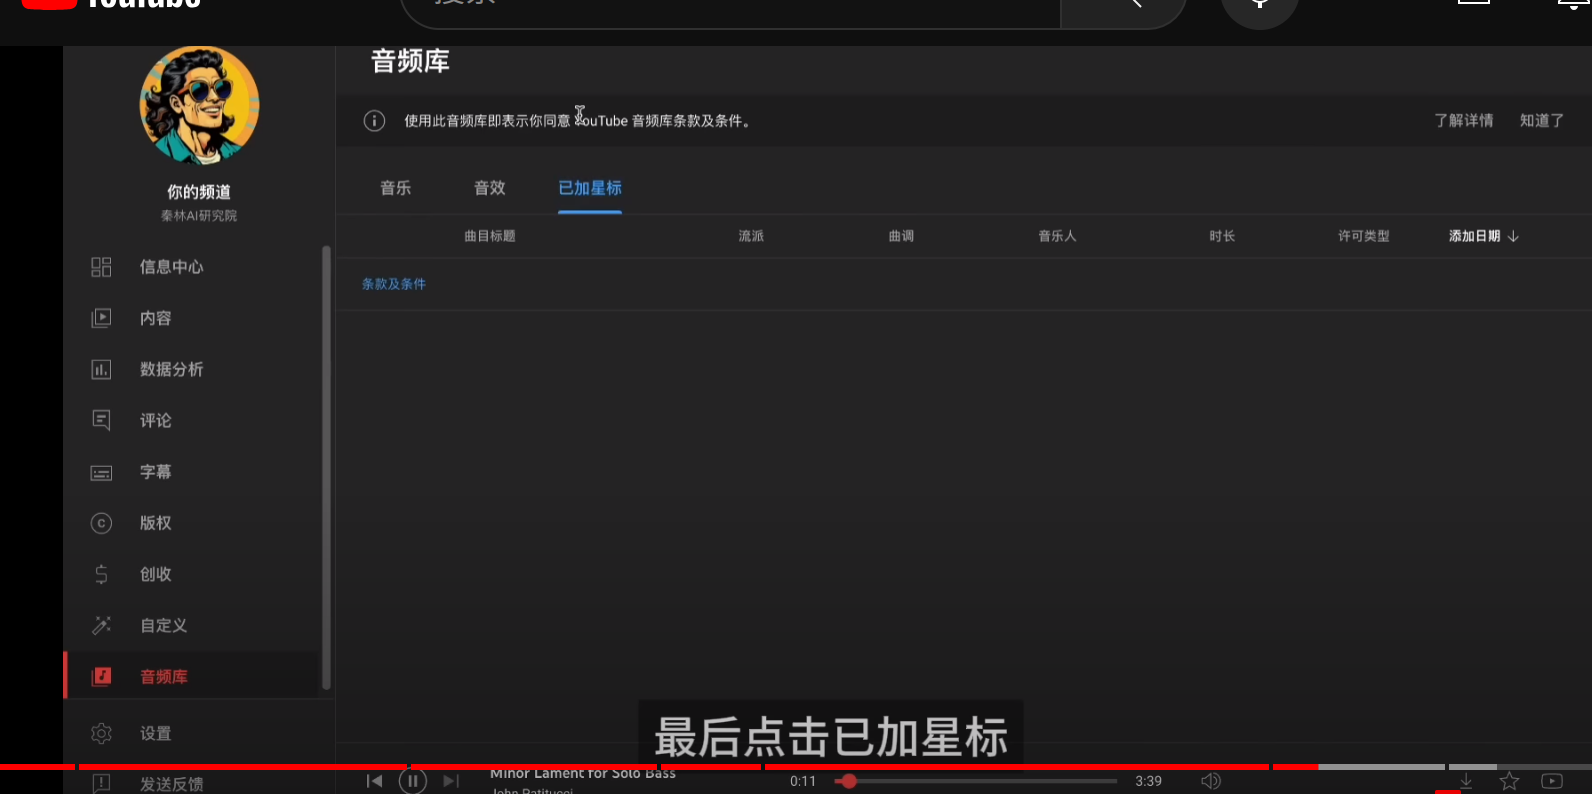 YouTube
搜索
音频库
使用此音频库即表示你同意 YouTube 音频库条款及条件。
了解详情 知道了
你的频道
秦林AI研究院
音乐 音效 已加星标
曲目标题 流派 曲调 音乐人 时长 许可类型 添加日期
条款及条件
信息中心
内容
数据分析
评论
字幕
版权
创收
自定义
音频库
设置
发送反馈
最后点击已加星标
Minor Lament for Solo Bass
John Patitucci
0:11
3:39